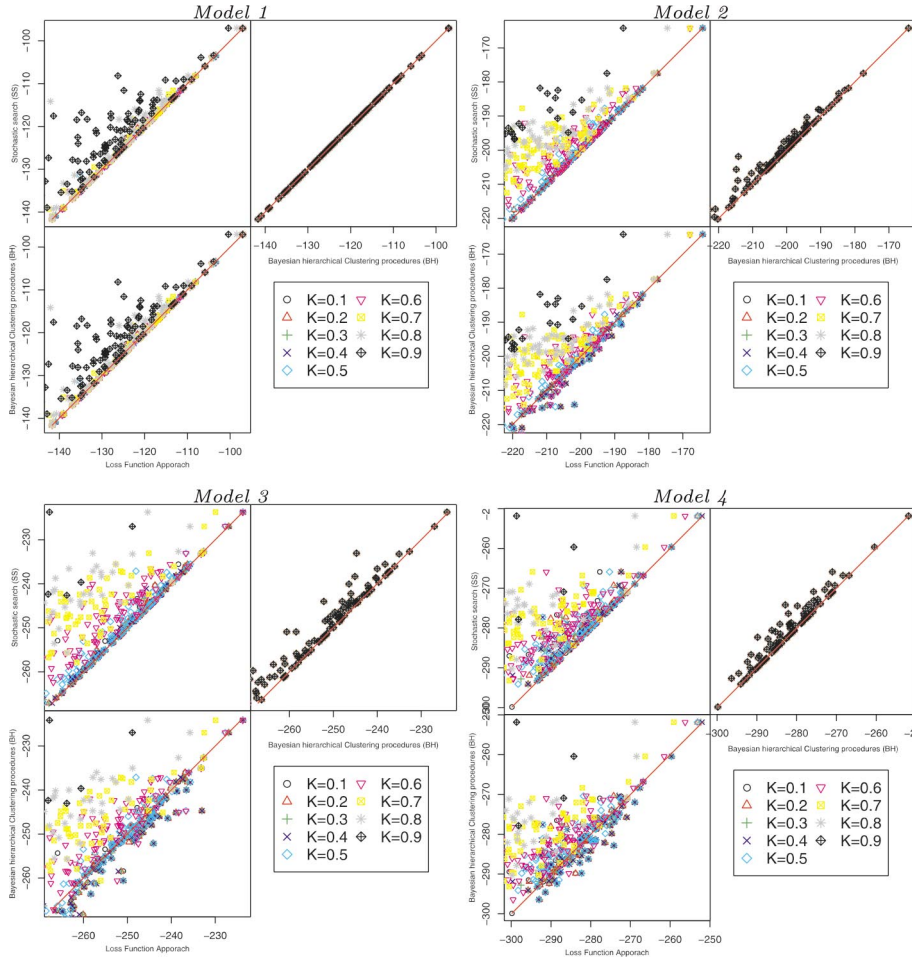 Model 1
Model 2
Stochastic search (SS)
−100
−110
−120
−130
−140
−170
−180
−190
−200
−210
−220
Bayesian hierarchical Clustering procedures (BH)
−140 −130 −120 −110 −100
Bayesian hierarchical Clustering procedures (BH)
−220 −210 −200 −190 −180 −170
Bayesian hierarchical Clustering procedures (BH)
−100
−110
−120
−130
−140
K=0.1 K=0.6
K=0.2 K=0.7
K=0.3 K=0.8
K=0.4 K=0.9
K=0.5
−140 −130 −120 −110 −100
Loss Function Apporach
Stochastic search (SS)
Bayesian hierarchical Clustering procedures (BH)
−170
−180
−190
−200
−210
−220
K=0.1 K=0.6
K=0.2 K=0.7
K=0.3 K=0.8
K=0.4 K=0.9
K=0.5
−220 −210 −200 −190 −180 −170
Loss Function Apporach
Model 3
Model 4
Stochastic search (SS)
−230
−240
−250
−260
−260 −250 −240 −230
Bayesian hierarchical Clustering procedures (BH)
Stochastic search (SS)
−2
−260
−270
−280
−290
−300
−300 −290 −280 −270 −260
Bayesian hierarchical Clustering procedures (BH)
Bayesian hierarchical Clustering procedures (BH)
−230
−240
−250
−260
K=0.1 K=0.6
K=0.2 K=0.7
K=0.3 K=0.8
K=0.4 K=0.9
K=0.5
−260 −250 −240 −230
Loss Function Apporach
Bayesian hierarchical Clustering procedures (BH)
−260
−270
−280
−290
−300
K=0.1 K=0.6
K=0.2 K=0.7
K=0.3 K=0.8
K=0.4 K=0.9
K=0.5
−300 −290 −280 −270 −260 −250
Loss Function Apporach